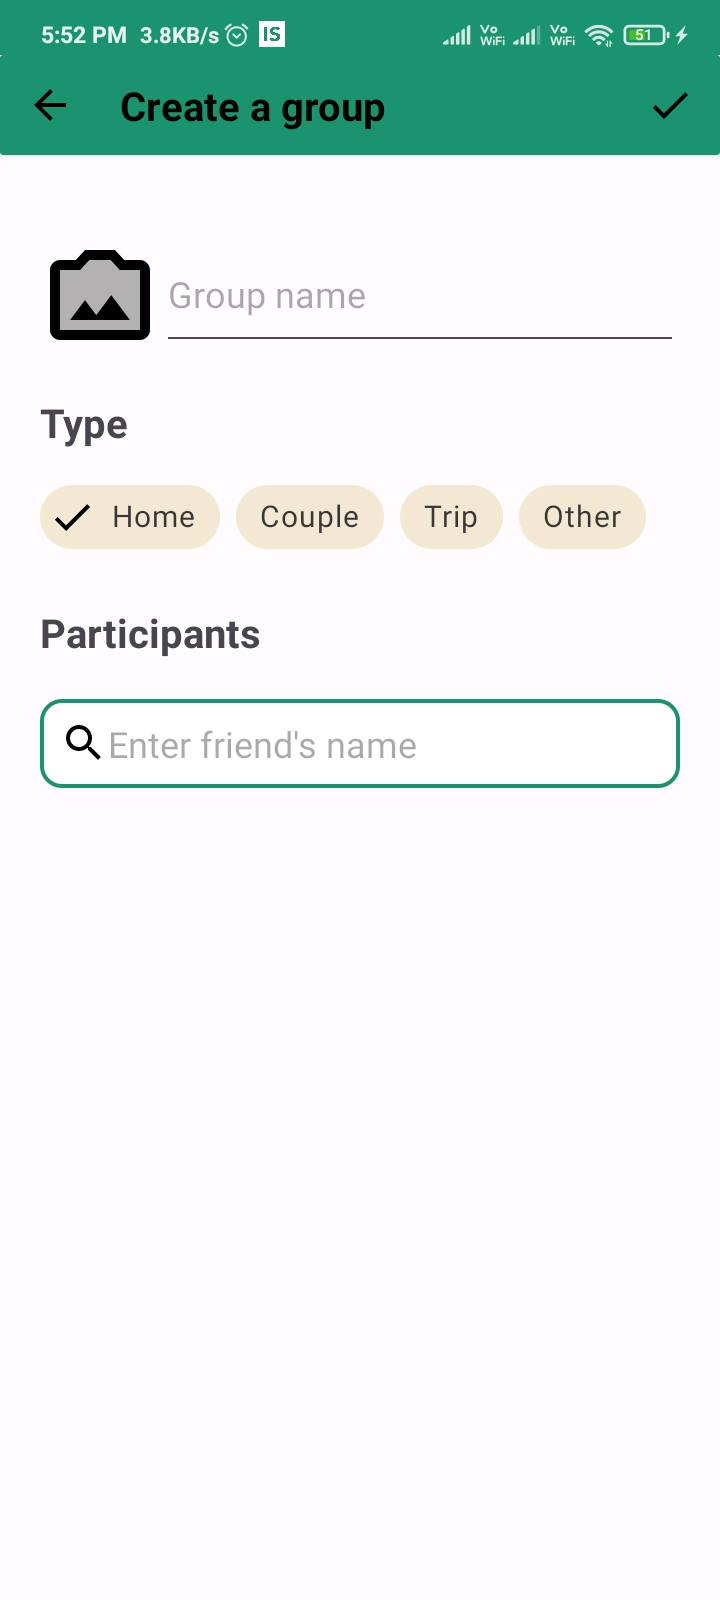 5:52 PM 3.8KB/s IS Vo WiFi Vo WiFi 51
Create a group
Group name
Type
Home Couple Trip Other
Participants
Enter friend's name